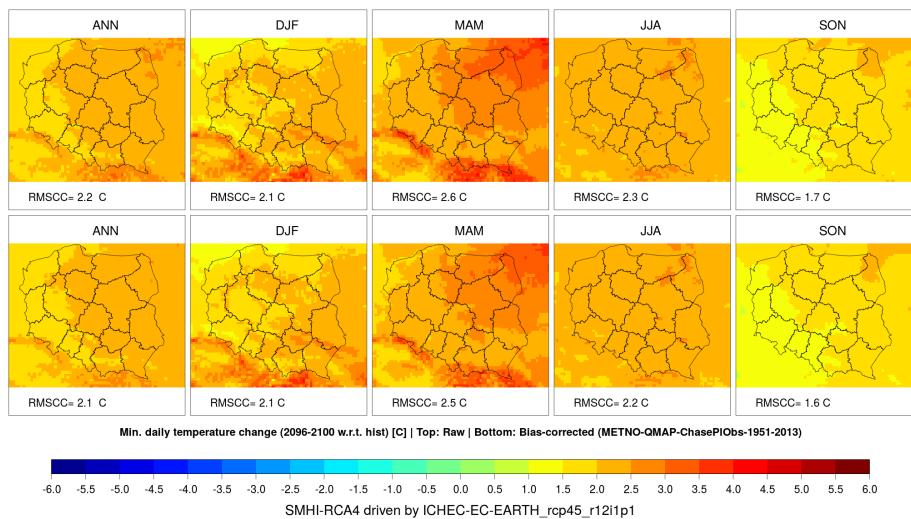 ANN DJF MAM JJA SON
RMSCC= 2.2 C RMSCC= 2.1 C RMSCC= 2.6 C RMSCC= 2.3 C RMSCC= 1.7 C
ANN DJF MAM JJA SON
RMSCC= 2.1 C RMSCC= 2.1 C RMSCC= 2.5 C RMSCC= 2.2 C RMSCC= 1.6 C
Min. daily temperature change (2096-2100 w.r.t. hist) [C] | Top: Raw | Bottom: Bias-corrected (METNO-QMAP-ChasePlObs-1951-2013)
-6.0 -5.5 -5.0 -4.5 -4.0 -3.5 -3.0 -2.5 -2.0 -1.5 -1.0 -0.5 0.0 0.5 1.0 1.5 2.0 2.5 3.0 3.5 4.0 4.5 5.0 5.5 6.0
SMHI-RCA4 driven by ICHEC-EC-EARTH_rcp45_r12i1p1